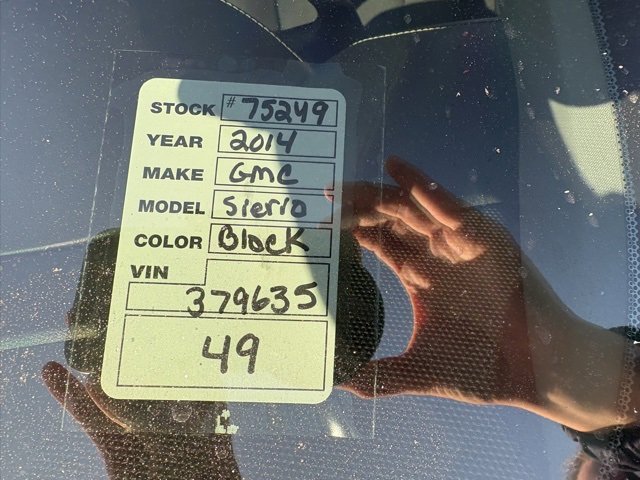 STOCK # 75249
YEAR 2014
MAKE GMC
MODEL Sierra
COLOR Black
VIN
379635
49